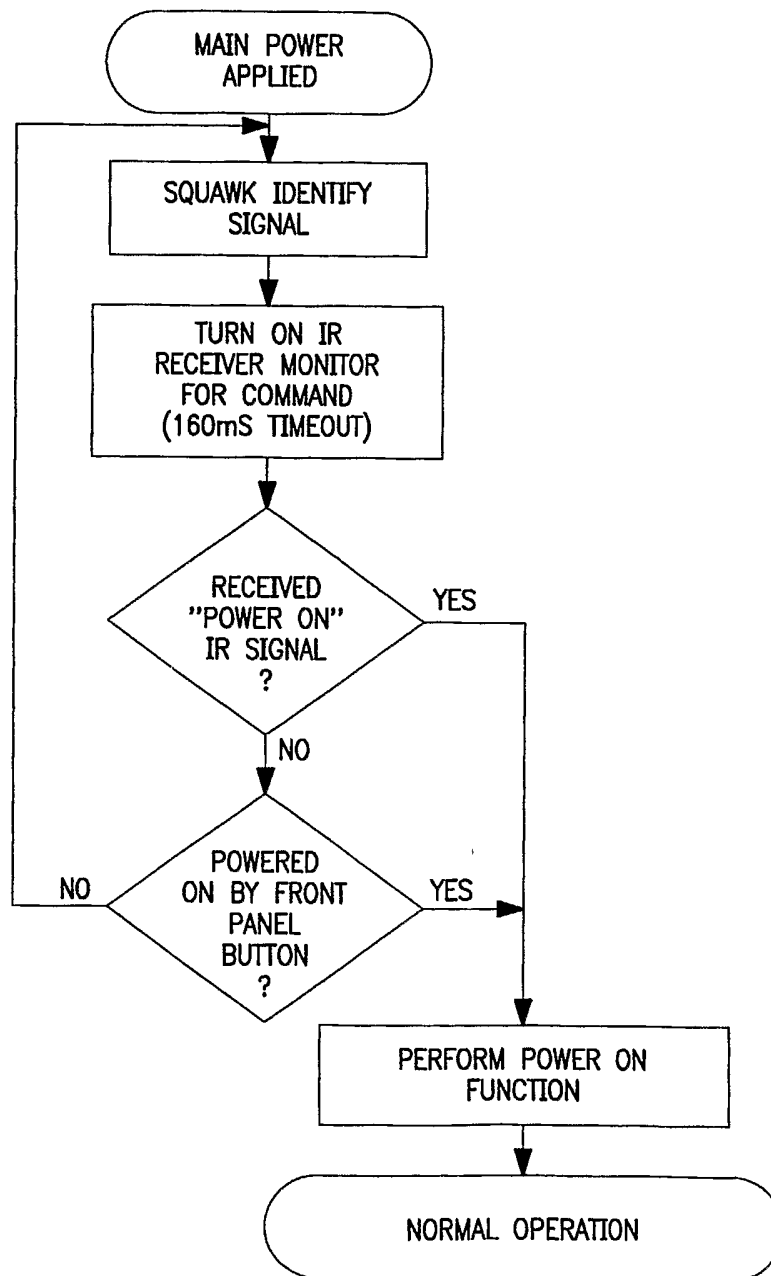 MAIN POWER
APPLIED
SQUAWK IDENTIFY
SIGNAL
TURN ON IR
RECEIVER MONITOR
FOR COMMAND
(160mS TIMEOUT)
RECEIVED
"POWER ON"
IR SIGNAL
?
YES
NO
POWERED
ON BY FRONT
PANEL
BUTTON
?
NO
YES
PERFORM POWER ON
FUNCTION
NORMAL OPERATION